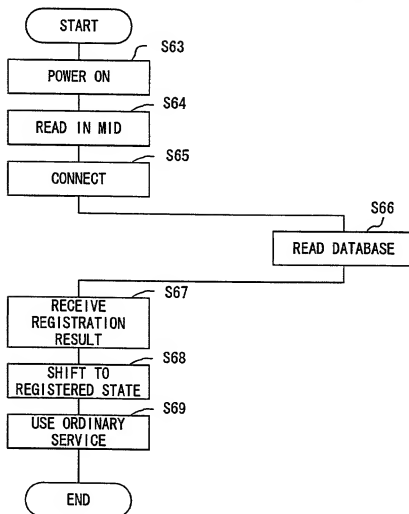 START
S63
POWER ON
S64
READ IN MID
S65
CONNECT
S66
READ DATABASE
S67
RECEIVE
REGISTRATION
RESULT
S68
SHIFT TO
REGISTERED STATE
S69
USE ORDINARY
SERVICE
END